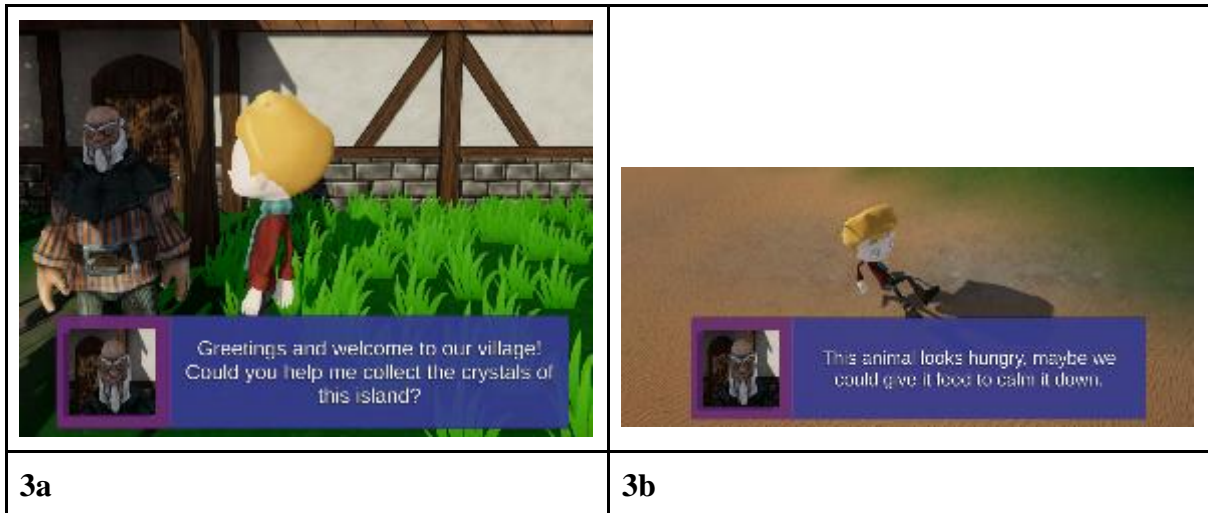 Greetings and welcome to our village!
Could you help me collect the crystals of
this island?
This animal looks hungry, maybe we
could give it food to calm it down.
3a
3b